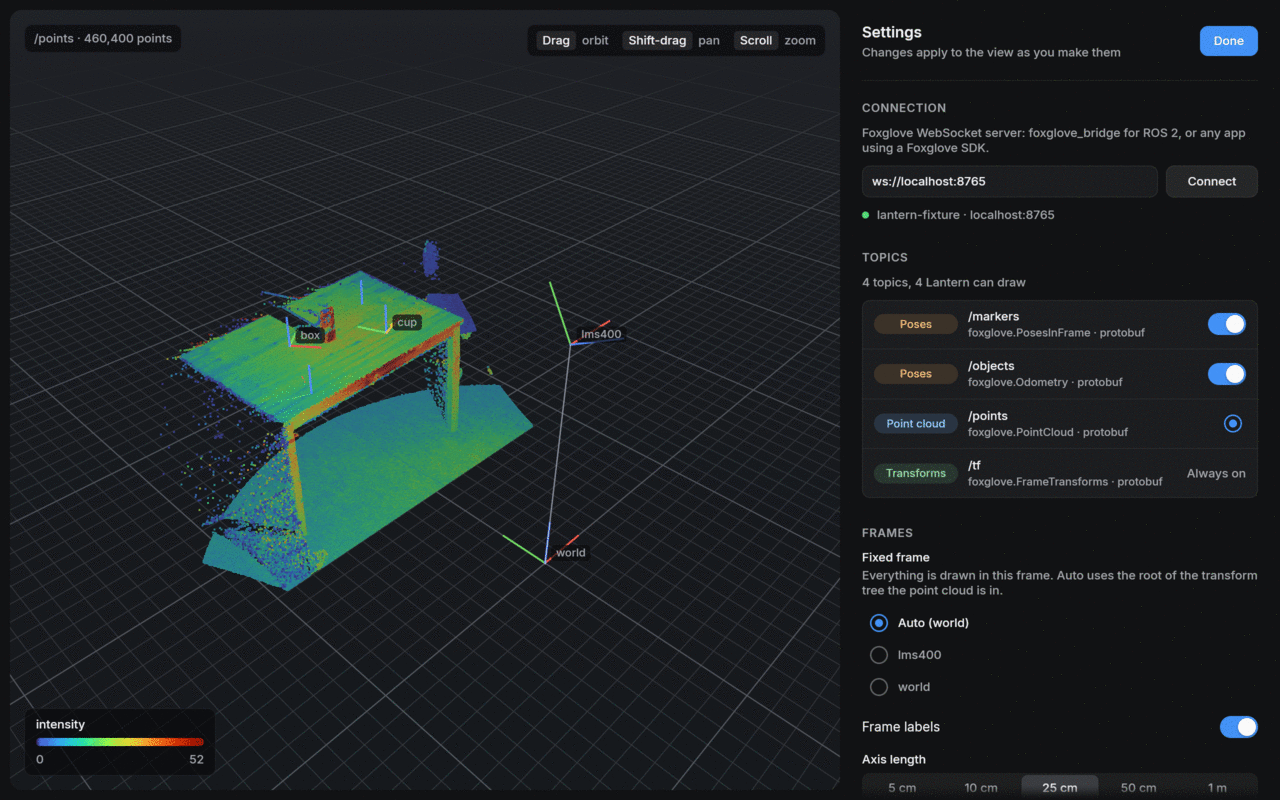 /points · 460,400 points
Drag orbit Shift-drag pan Scroll zoom
box
cup
lms400
world
intensity
0 52
Settings
Changes apply to the view as you make them
Done
CONNECTION
Foxglove WebSocket server: foxglove_bridge for ROS 2, or any app
using a Foxglove SDK.
ws://localhost:8765
Connect
lantern-fixture · localhost:8765
TOPICS
4 topics, 4 Lantern can draw
Poses
/markers
foxglove.PosesInFrame · protobuf
Poses
/objects
foxglove.Odometry · protobuf
Point cloud
/points
foxglove.PointCloud · protobuf
Transforms
/tf
foxglove.FrameTransforms · protobuf
Always on
FRAMES
Fixed frame
Everything is drawn in this frame. Auto uses the root of the transform
tree the point cloud is in.
Auto (world)
lms400
world
Frame labels
Axis length
5 cm 10 cm 25 cm 50 cm 1 m